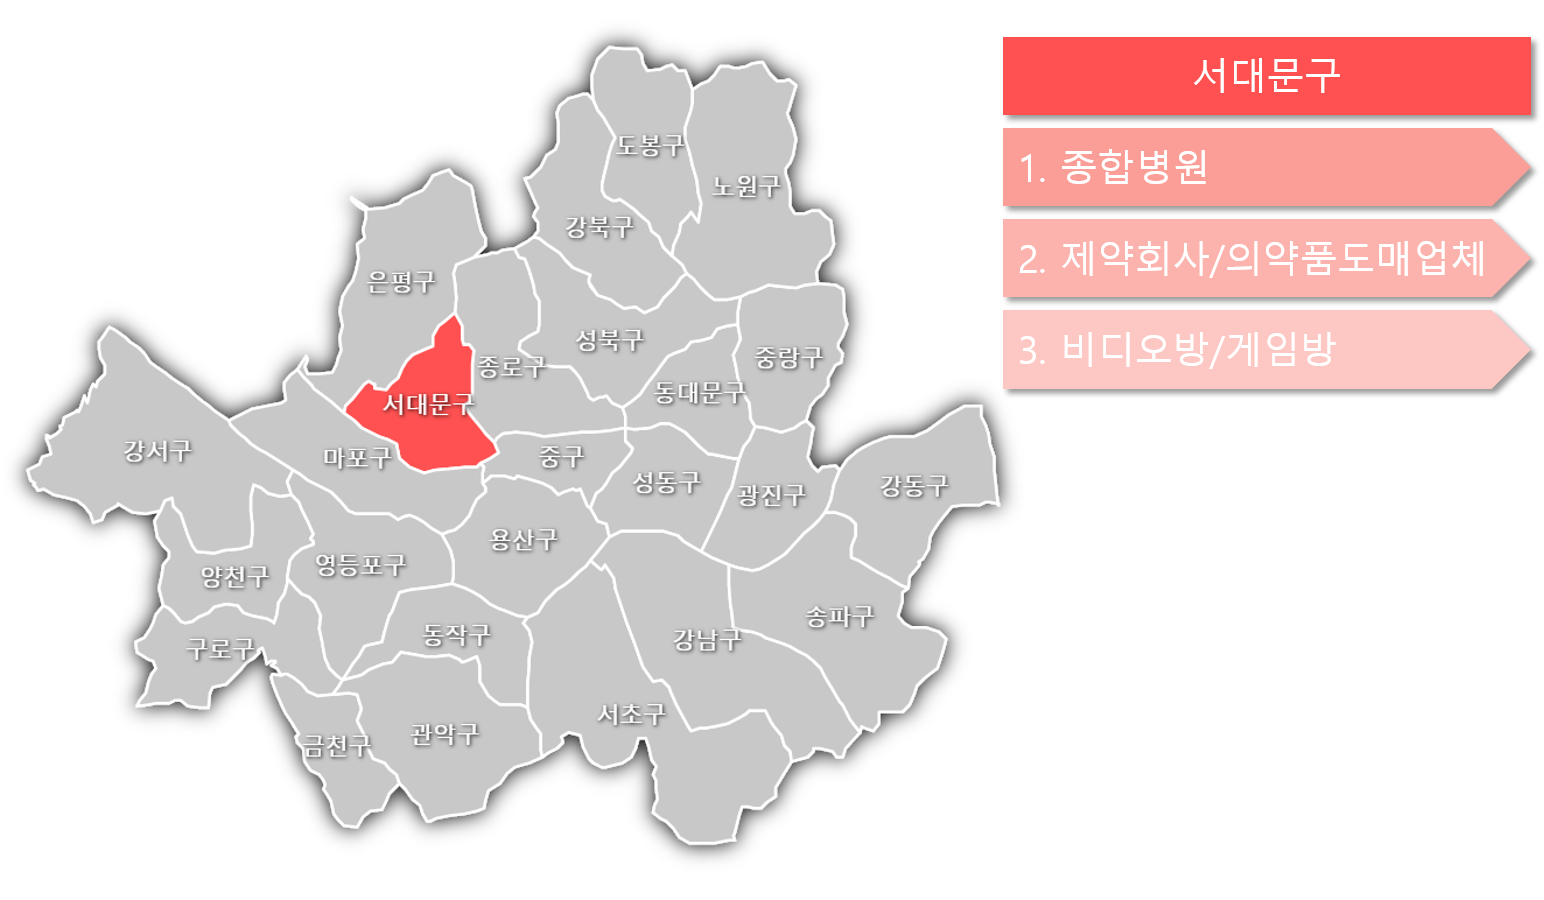 서대문구
1. 종합병원
2. 제약회사/의약품도매업체
3. 비디오방/게임방
도봉구
노원구
강북구
은평구
성북구
중랑구
종로구
동대문구
서대문구
강서구
마포구
중구
성동구
광진구
강동구
용산구
영등포구
양천구
송파구
동작구
강남구
구로구
서초구
관악구
금천구